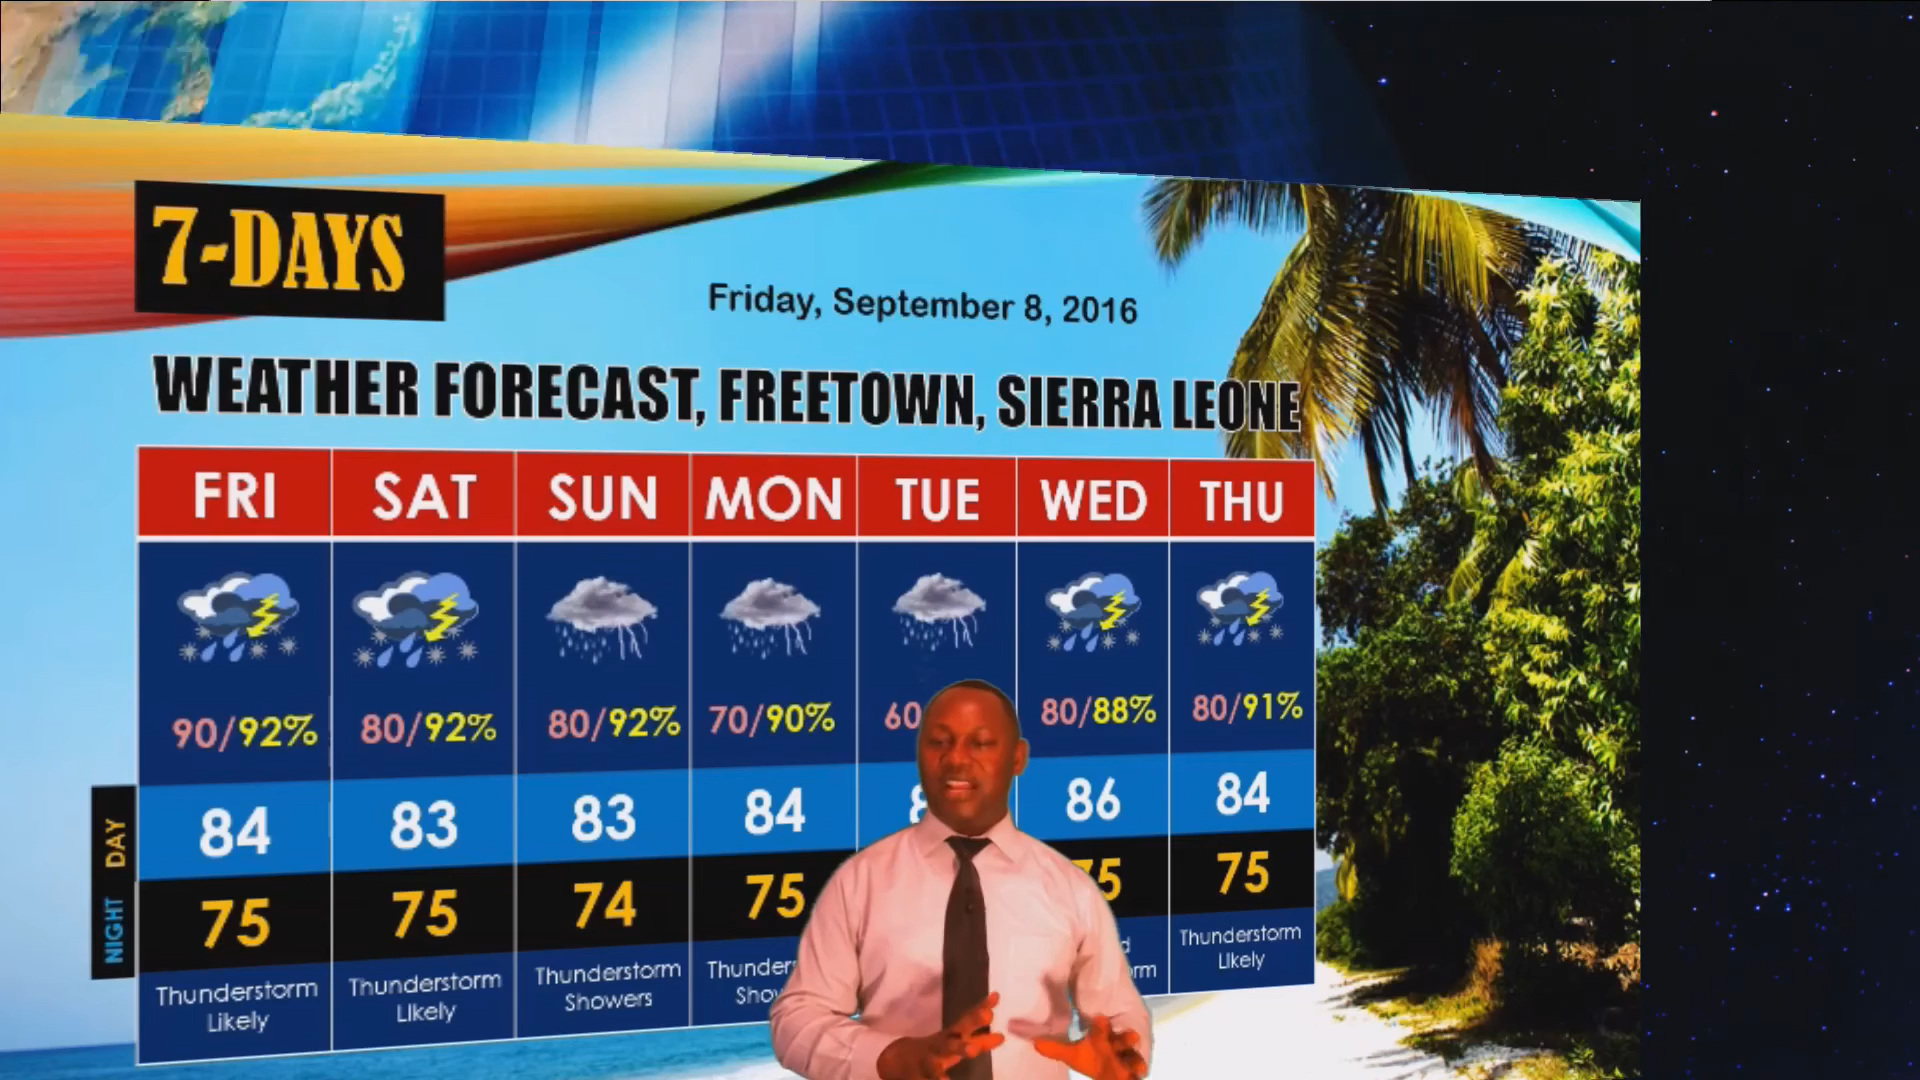 7-DAYS
Friday, September 8, 2016
WEATHER FORECAST, FREETOWN, SIERRA LEONE
FRI SAT SUN MON TUE WED THU
90/92% 80/92% 80/92% 70/90% 60 80/88% 80/91%
DAY 84 83 83 84 86 84
NIGHT 75 75 74 75 75
Thunderstorm Likely
Thunderstorm Likely
Thunderstorm Showers
Thunderstorm Likely